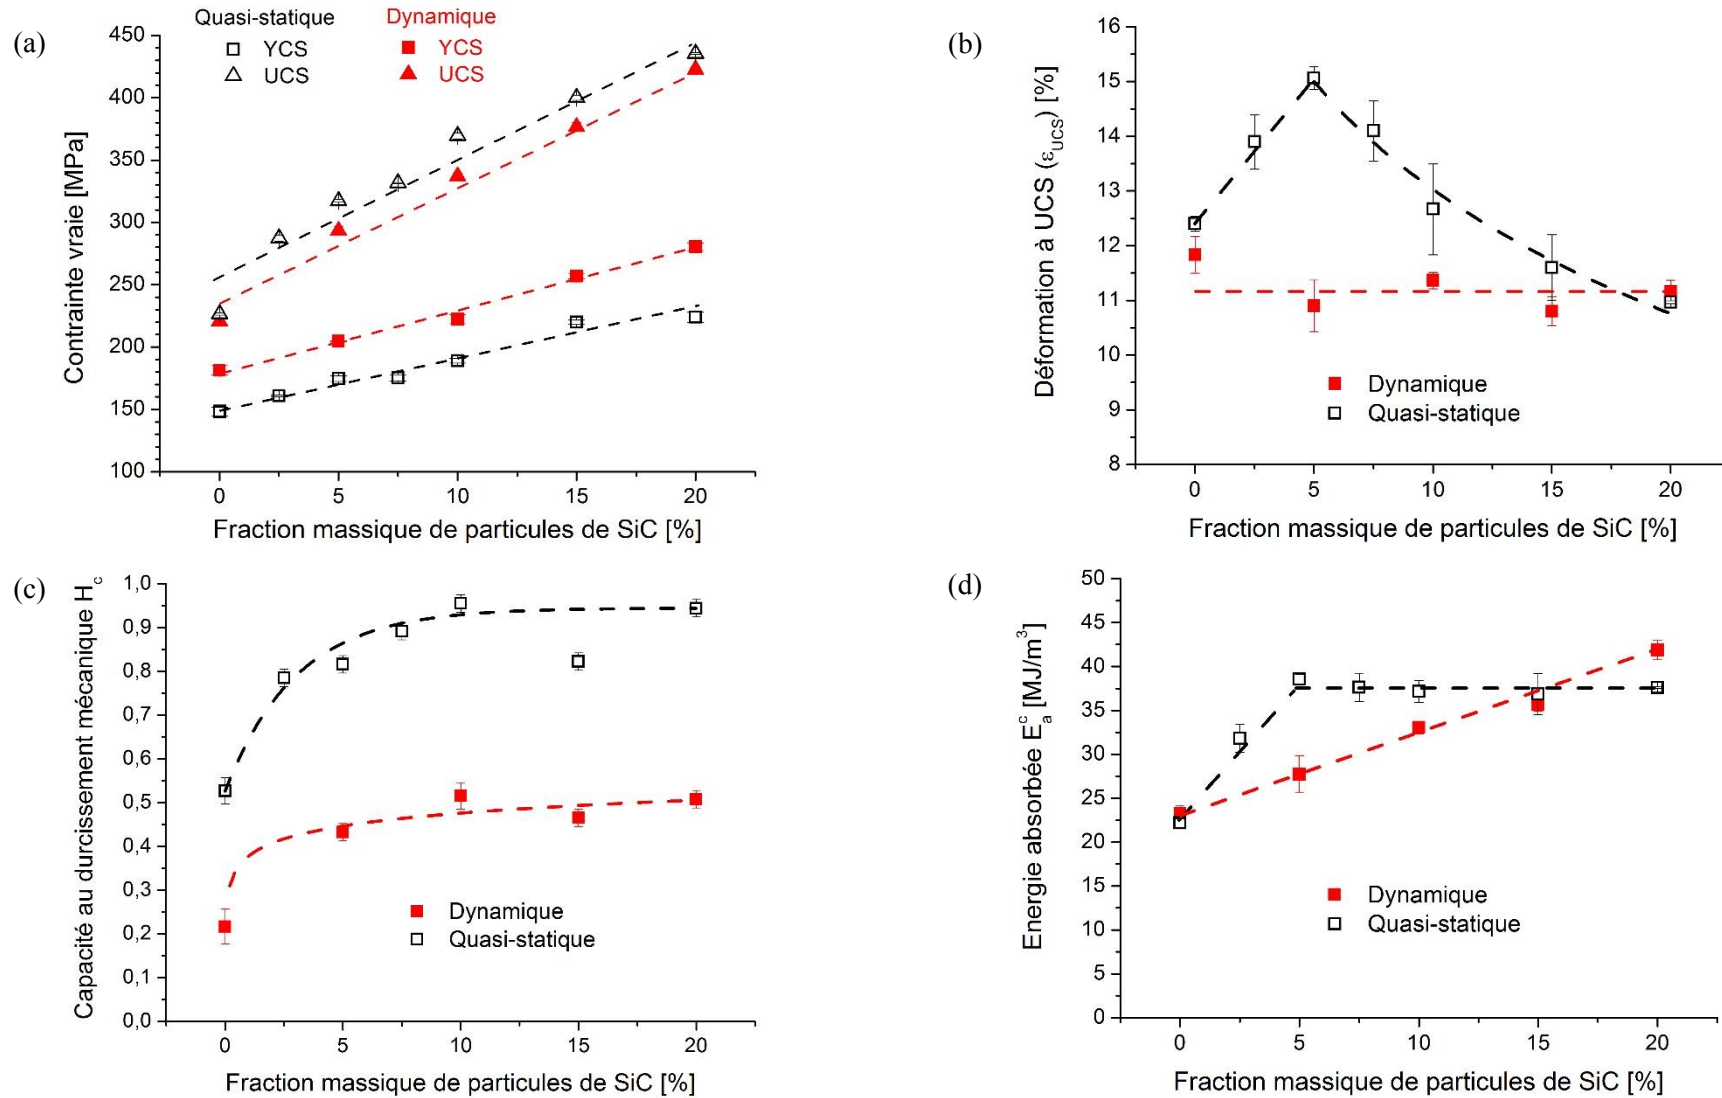 (a)
Quasi-statique
Dynamique
YCS
YCS
UCS
UCS
450
400
350
300
250
200
150
100
Contrainte vraie [MPa]
0 5 10 15 20
Fraction massique de particules de SiC [%]
(b)
16
15
14
13
12
11
10
9
8
Déformation à UCS (εUCS) [%]
Dynamique
Quasi-statique
0 5 10 15 20
Fraction massique de particules de SiC [%]
(c)
1,0
0,9
0,8
0,7
0,6
0,5
0,4
0,3
0,2
0,1
0,0
Capacité au durcissement mécanique Hc
Dynamique
Quasi-statique
0 5 10 15 20
Fraction massique de particules de SiC [%]
(d)
50
45
40
35
30
25
20
15
10
5
0
Energie absorbée Eac [MJ/m3]
Dynamique
Quasi-statique
0 5 10 15 20
Fraction massique de particules de SiC [%]